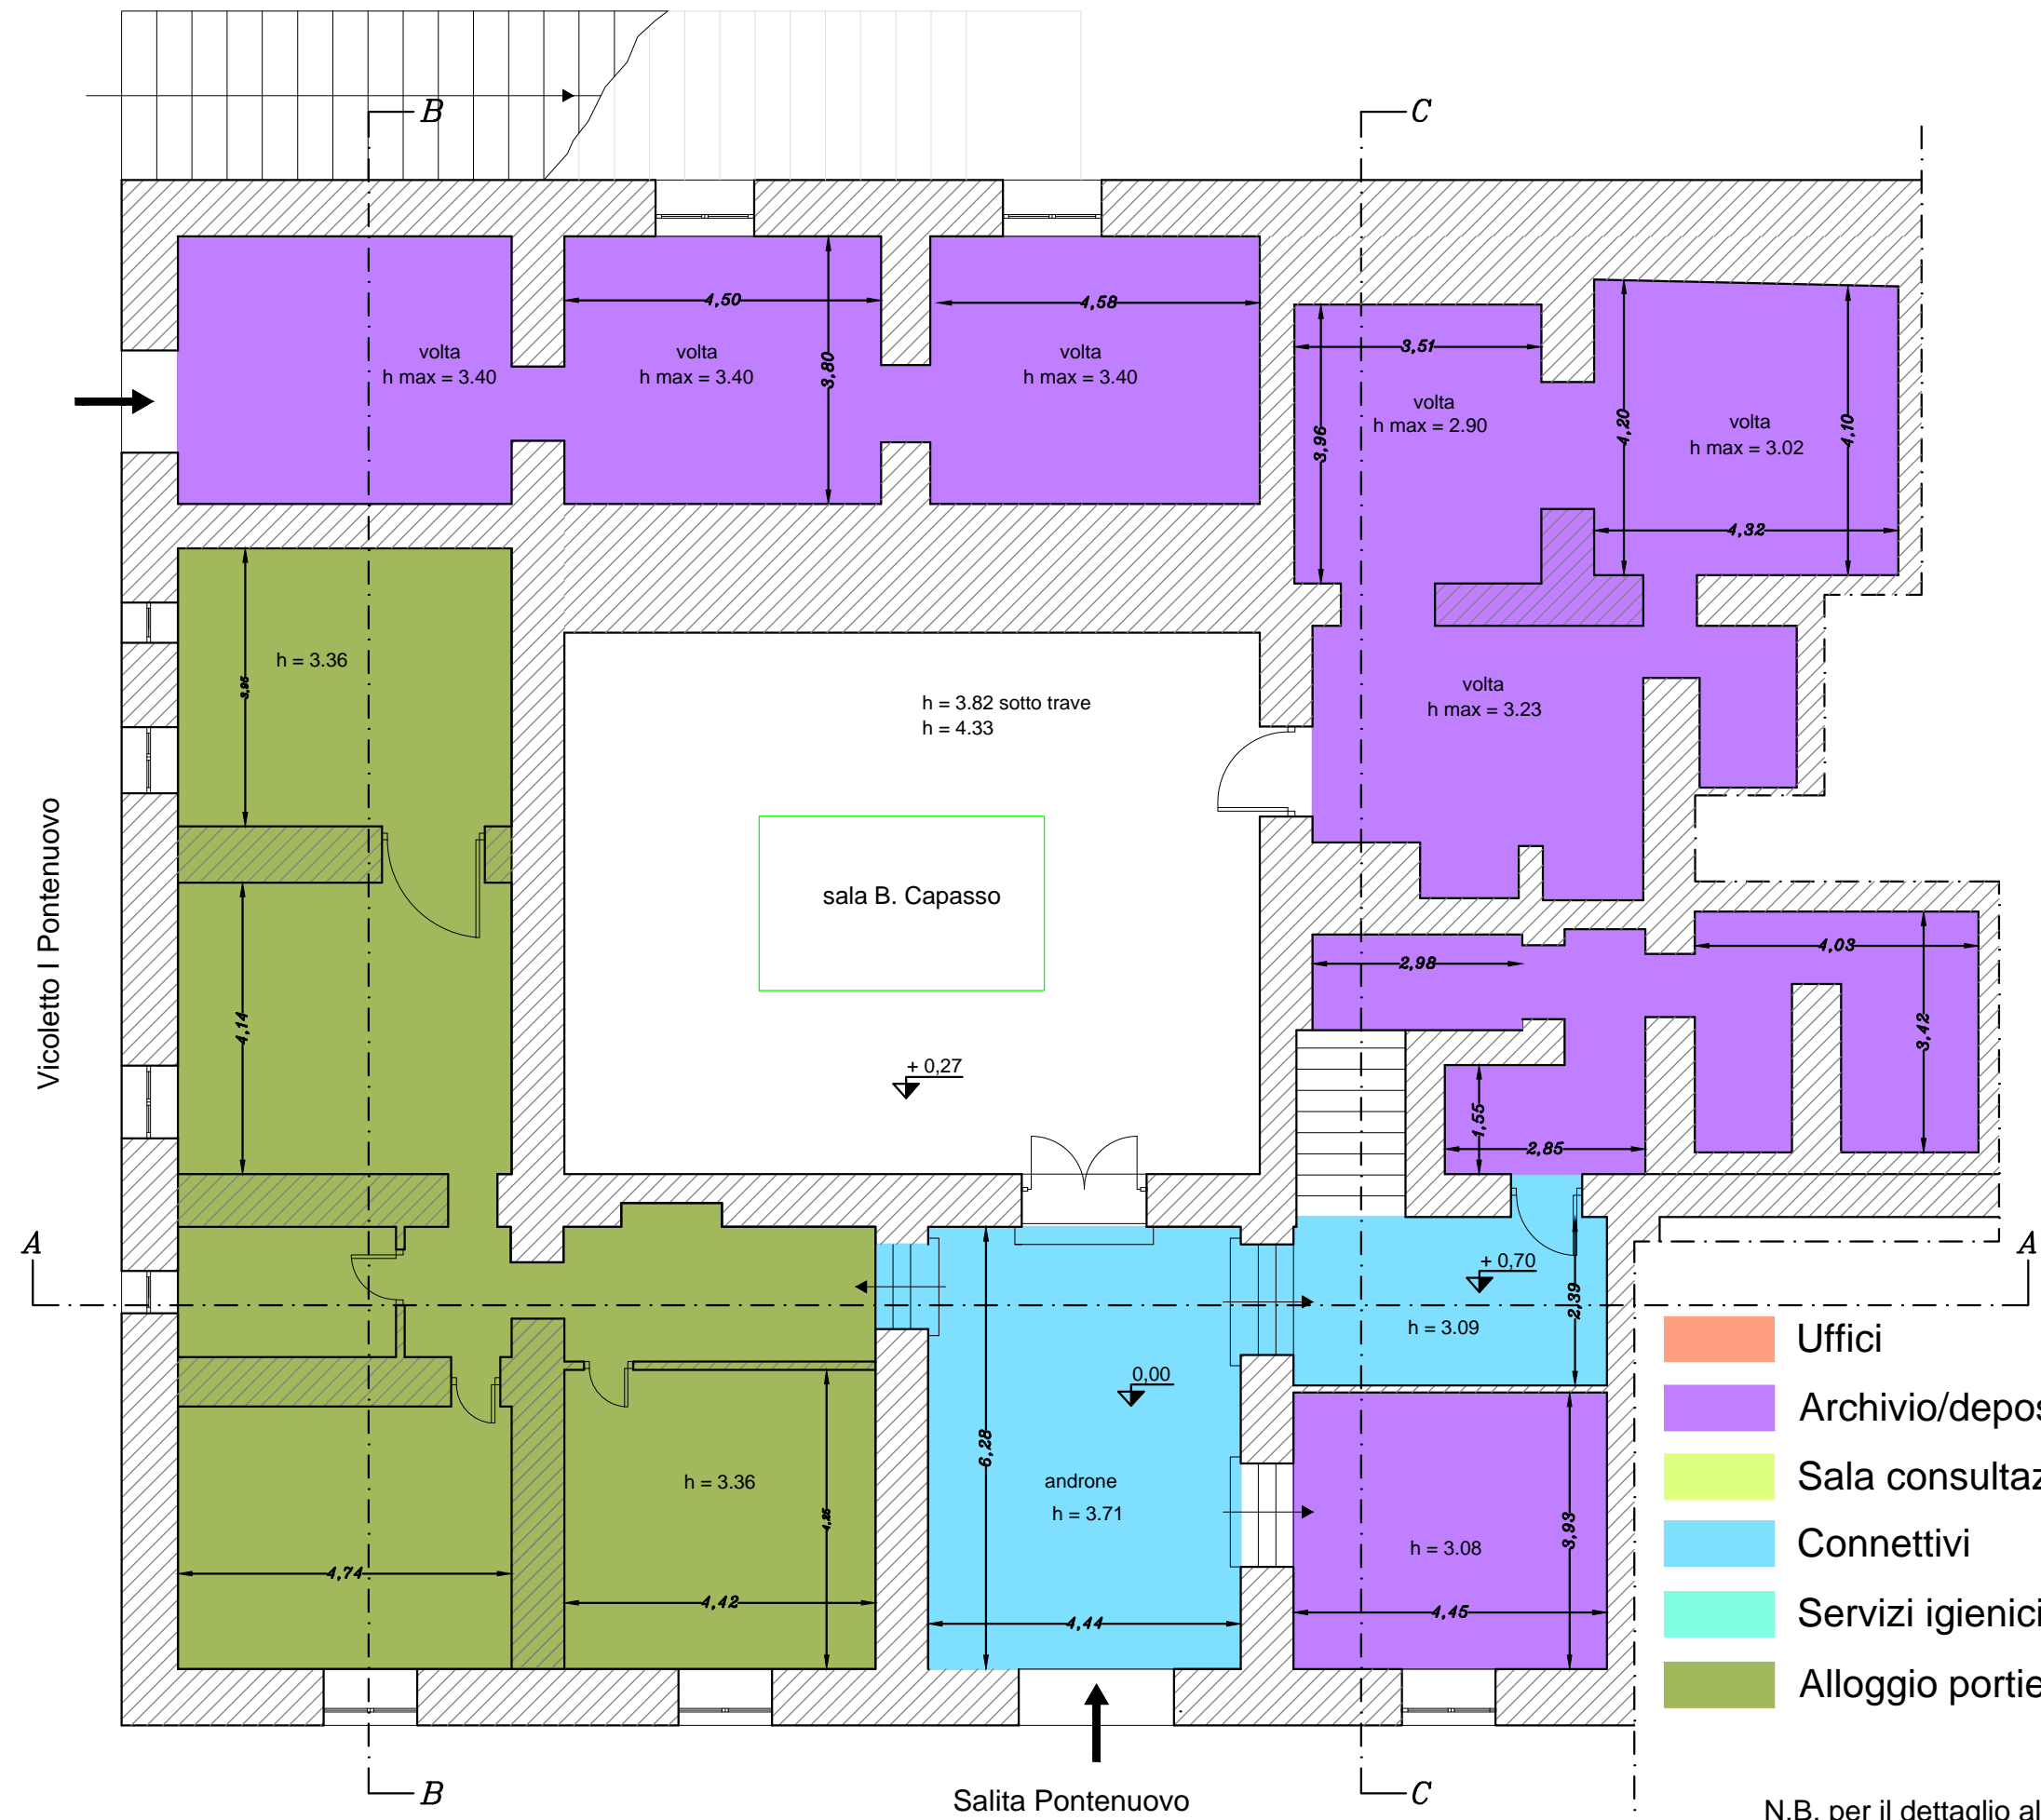 B
C
4,50
4,58
volta
h max = 3.40
volta
h max = 3.40
3,80
volta
h max = 3.40
3,51
volta
h max = 2.90
3,96
4,20
volta
h max = 3.02
4,10
4,32
h = 3.36
3,95
volta
h max = 3.23
h = 3.82 sotto trave
h = 4.33
Vicoletto I Pontenuovo
sala B. Capasso
4,14
+ 0,27
2,98
4,03
3,42
1,55
2,85
A
A
+ 0,70
2,39
h = 3.09
0,00
6,28
androne
h = 3.71
h = 3.36
4,25
4,74
4,42
4,44
h = 3.08
3,93
4,45
Uffici
Archivio/depos
Sala consultaz
Connettivi
Servizi igienici
Alloggio portie
B
Salita Pontenuovo
C
N.B. per il dettaglio al